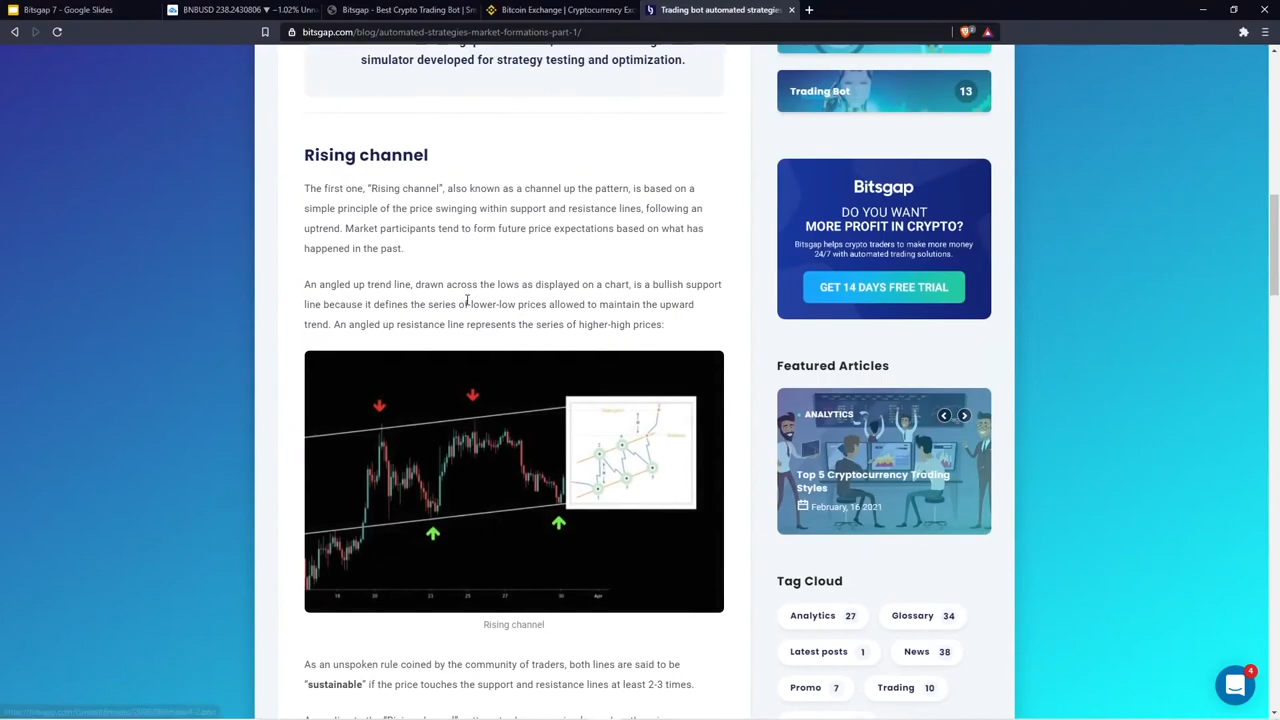 Bitsgap 7 - Google Slides
BNBUSD 238.2430806 ▼ −1.02% Unn
Bitsgap - Best Crypto Trading Bot | Sm
Bitcoin Exchange | Cryptocurrency Exc
Trading bot automated strategies
bitsgap.com/blog/automated-strategies-market-formations-part-1/
simulator developed for strategy testing and optimization.
Rising channel
The first one, “Rising channel”, also known as a channel up the pattern, is based on a
simple principle of the price swinging within support and resistance lines, following an
uptrend. Market participants tend to form future price expectations based on what has
happened in the past.
An angled up trend line, drawn across the lows as displayed on a chart, is a bullish support
line because it defines the series of lower-low prices allowed to maintain the upward
trend. An angled up resistance line represents the series of higher-high prices:
18
20
23
25
27
30
Apr
Rising channel
As an unspoken rule coined by the community of traders, both lines are said to be
“sustainable” if the price touches the support and resistance lines at least 2-3 times.
Trading Bot 13
Bitsgap
DO YOU WANT
MORE PROFIT IN CRYPTO?
Bitsgap helps crypto traders to make more money
24/7 with automated trading solutions.
GET 14 DAYS FREE TRIAL
Featured Articles
ANALYTICS
Top 5 Cryptocurrency Trading
Styles
February, 16 2021
Tag Cloud
Analytics 27
Glossary 34
Latest posts 1
News 38
Promo 7
Trading 10
4